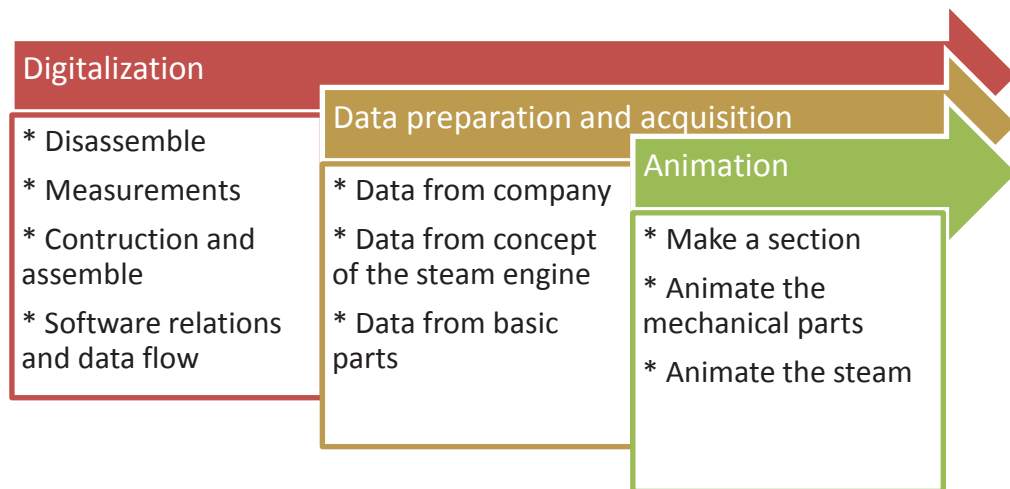 Digitalization
* Disassemble
* Measurements
* Contruction and
assemble
* Software relations
and data flow
Data preparation and acquisition
* Data from company
* Data from concept
of the steam engine
* Data from basic
parts
Animation
* Make a section
* Animate the
mechanical parts
* Animate the steam